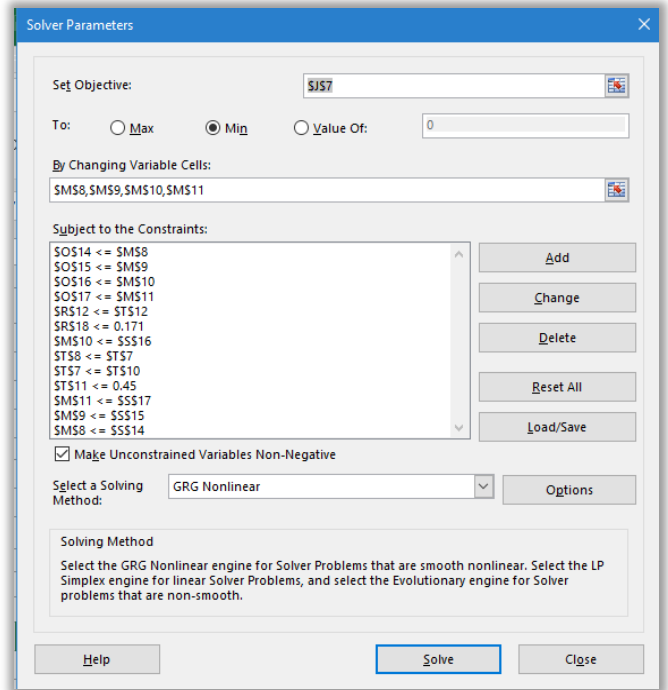 Solver Parameters
Set Objective:
$J$7
To:
Max
Min
Value Of:
0
By Changing Variable Cells:
$M$8,$M$9,$M$10,$M$11
Subject to the Constraints:
$O$14 <= $M$8
$O$15 <= $M$9
$O$16 <= $M$10
$O$17 <= $M$11
$R$12 <= $T$12
$R$18 <= 0.171
$M$10 <= $S$16
$T$8 <= $T$7
$T$7 <= $T$10
$T$11 <= 0.45
$M$11 <= $S$17
$M$9 <= $S$15
$M$8 <= $S$14
Add
Change
Delete
Reset All
Load/Save
Make Unconstrained Variables Non-Negative
Select a Solving
Method:
GRG Nonlinear
Options
Solving Method
Select the GRG Nonlinear engine for Solver Problems that are smooth nonlinear. Select the LP
Simplex engine for linear Solver Problems, and select the Evolutionary engine for Solver
problems that are non-smooth.
Help
Solve
Close